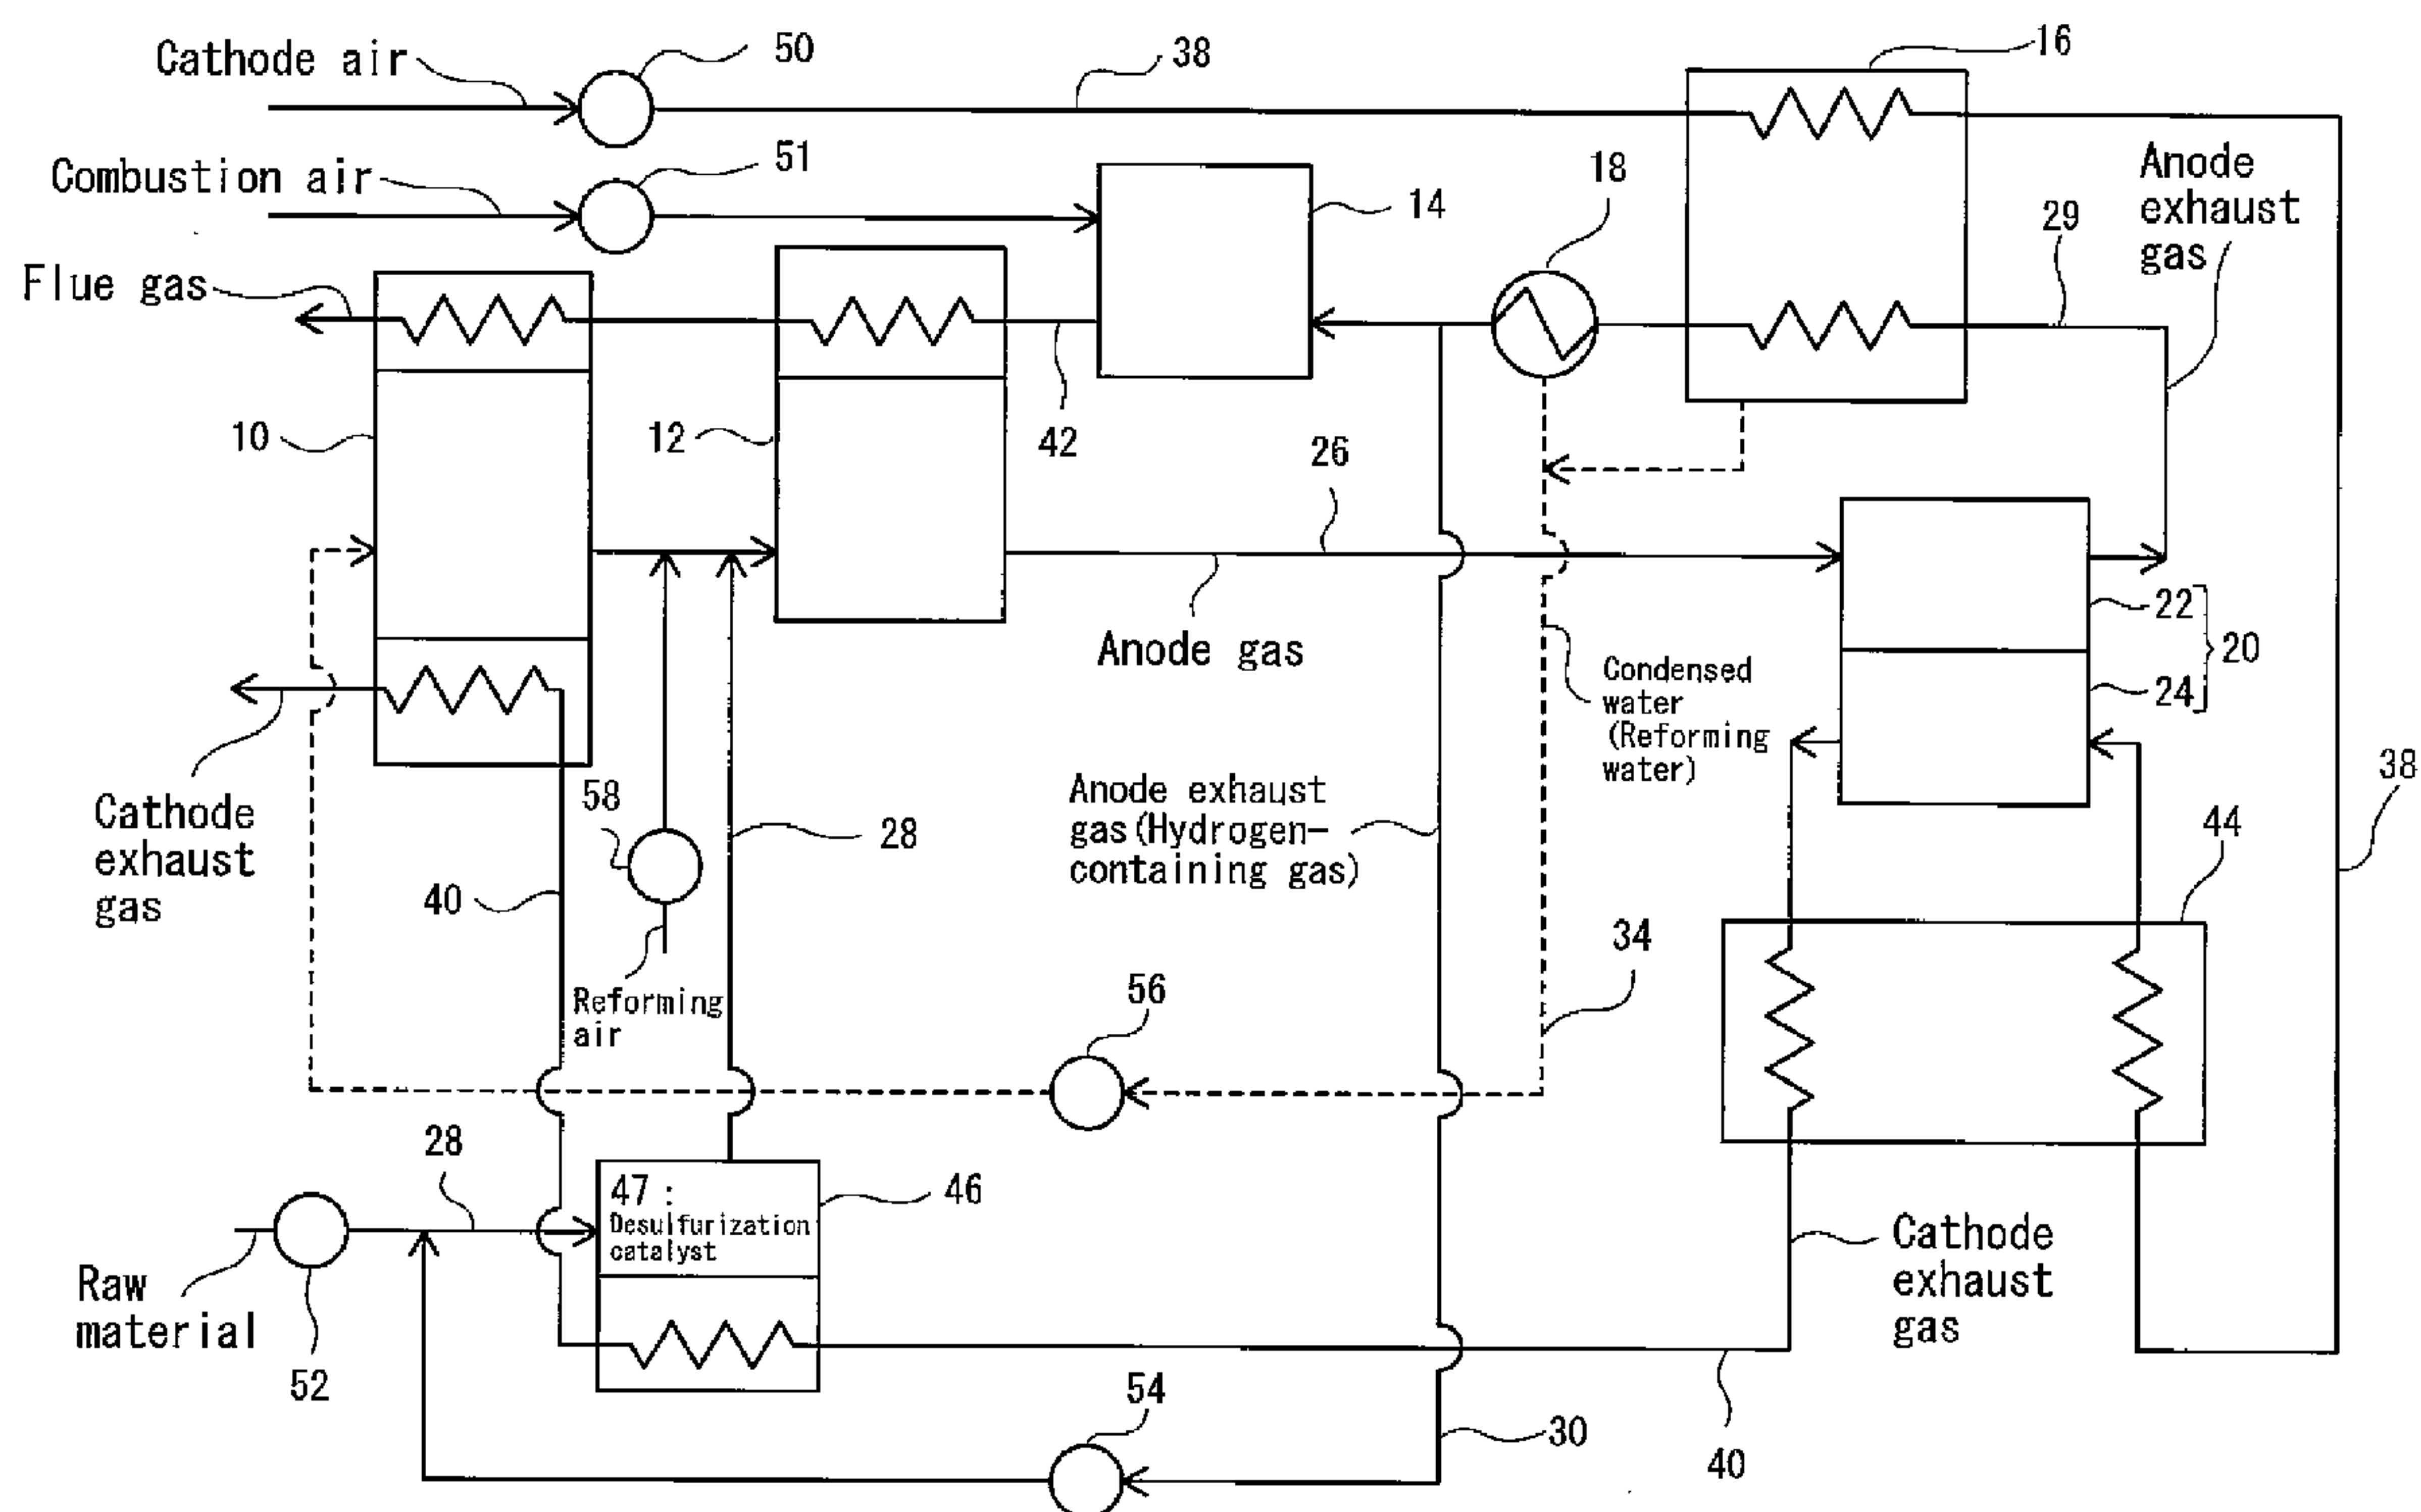 Cathode air
50
38
16
Combustion air
51
14
18
Anode
exhaust
gas
29
Flue gas
10
12
42
26
22
20
24
Anode gas
Condensed
water
(Reforming
water)
38
Cathode
exhaust
gas
58
28
40
Anode exhaust
gas(Hydrogen-
containing gas)
44
34
Reforming
air
56
28
47 :
Desulfurization
catalyst
46
Raw
material
52
Cathode
exhaust
gas
54
30
40